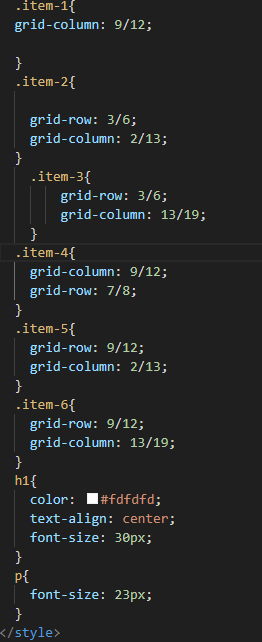 .item-1{
grid-column: 9/12;
}
.item-2{
grid-row: 3/6;
grid-column: 2/13;
}
.item-3{
grid-row: 3/6;
grid-column: 13/19;
}
.item-4{
grid-column: 9/12;
grid-row: 7/8;
}
.item-5{
grid-row: 9/12;
grid-column: 2/13;
}
.item-6{
grid-row: 9/12;
grid-column: 13/19;
}
h1{
color: #fdfdfd;
text-align: center;
font-size: 30px;
}
p{
font-size: 23px;
}
</style>